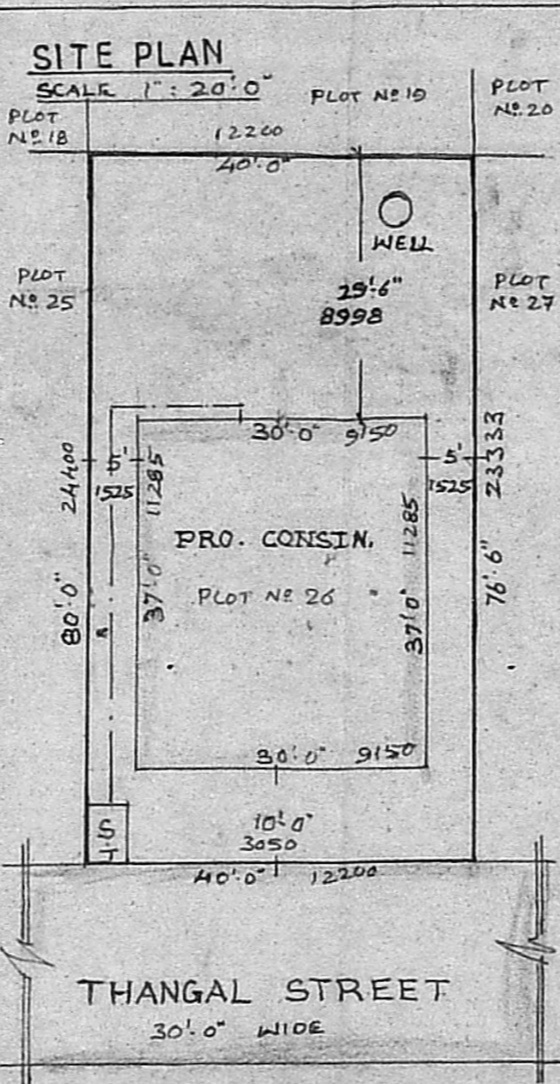 SITE PLAN
SCALE 1" : 20'-0"
PLOT Nº 18
PLOT Nº 19
PLOT Nº 20
12200
40'-0"
WELL
PLOT Nº 25
29'-6"
8998
PLOT Nº 27
30'-0" 9150
24400
80'-0"
5'
1525
11285
37'-0"
PRO. CONSTN.
PLOT Nº 26
11285
37'-0"
5'
1525
23333
76'-6"
30'-0" 9150
S
T
10'-0"
3050
40'-0" 12200
THANGAL STREET
30'-0" WIDE